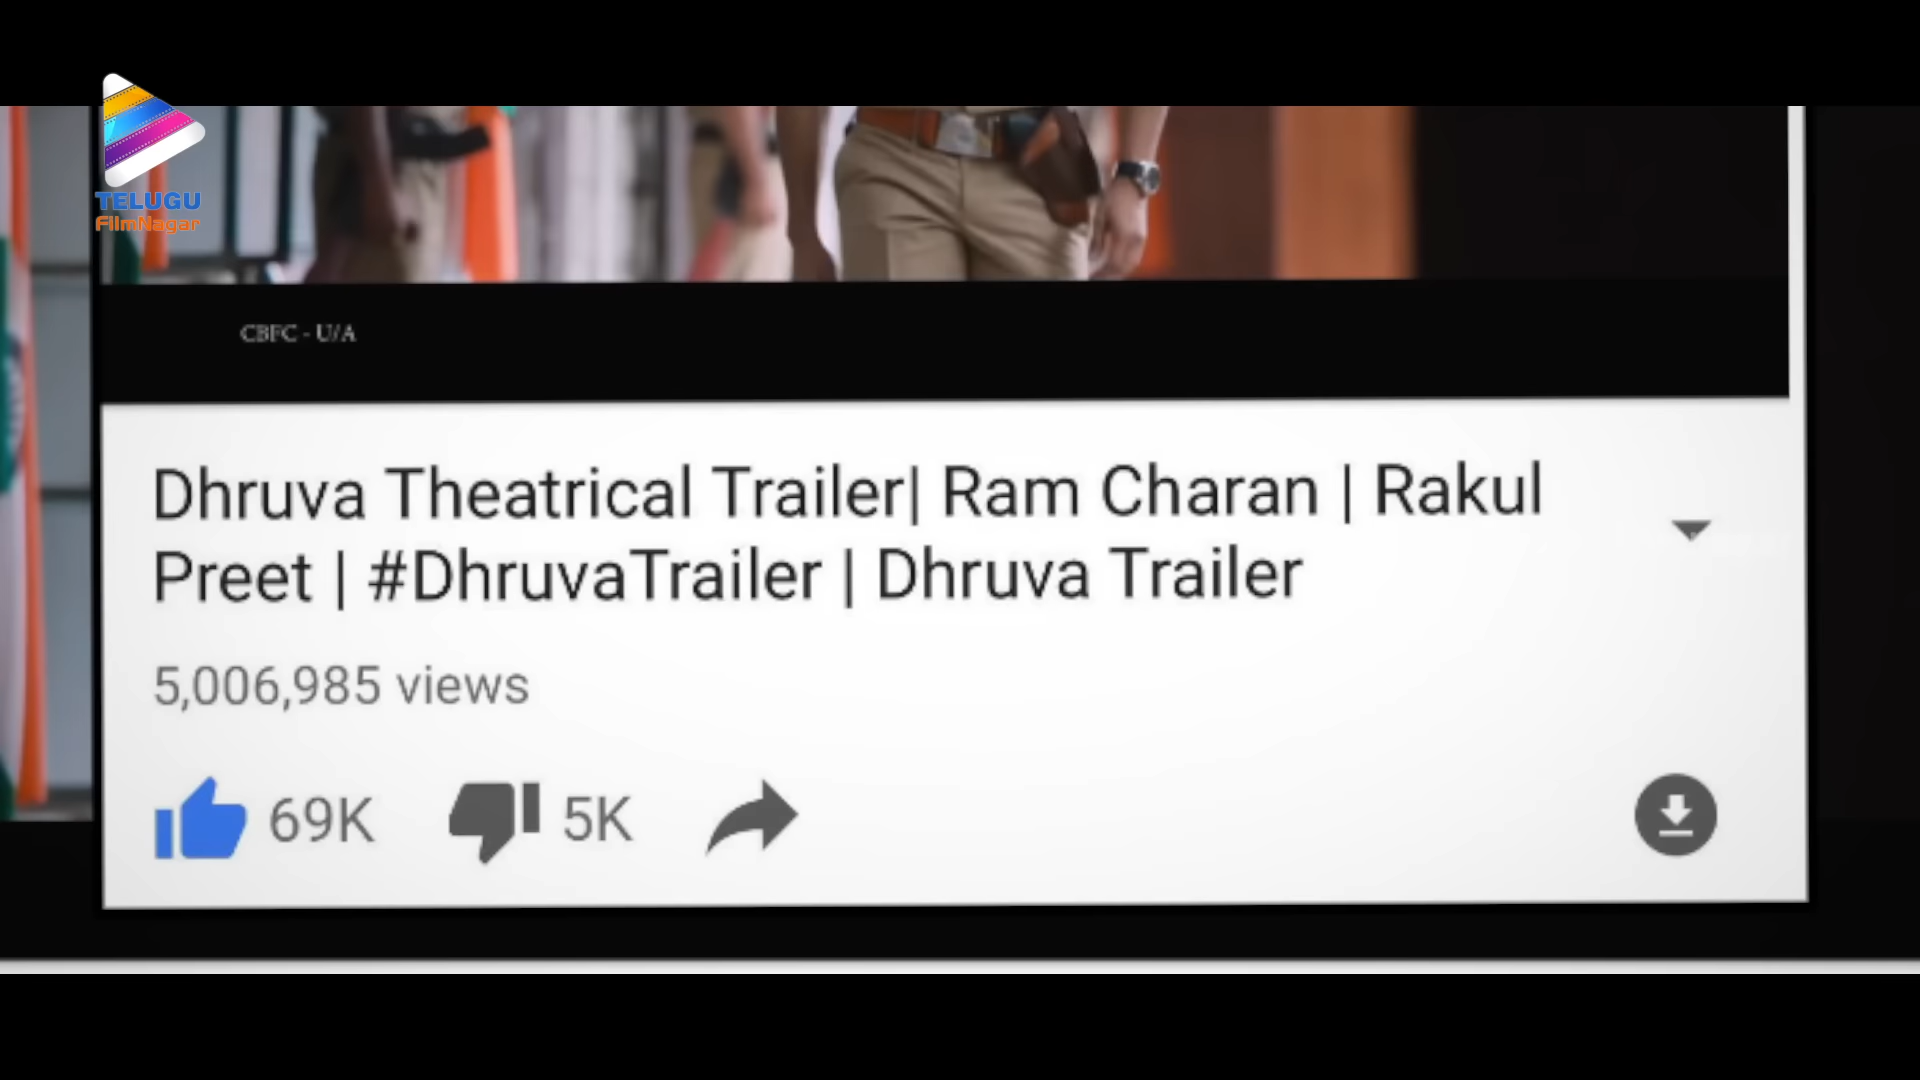 TELUGU
FilmNagar
CBFC - U/A
Dhruva Theatrical Trailer| Ram Charan | Rakul
Preet | #DhruvaTrailer | Dhruva Trailer
5,006,985 views
69K
5K